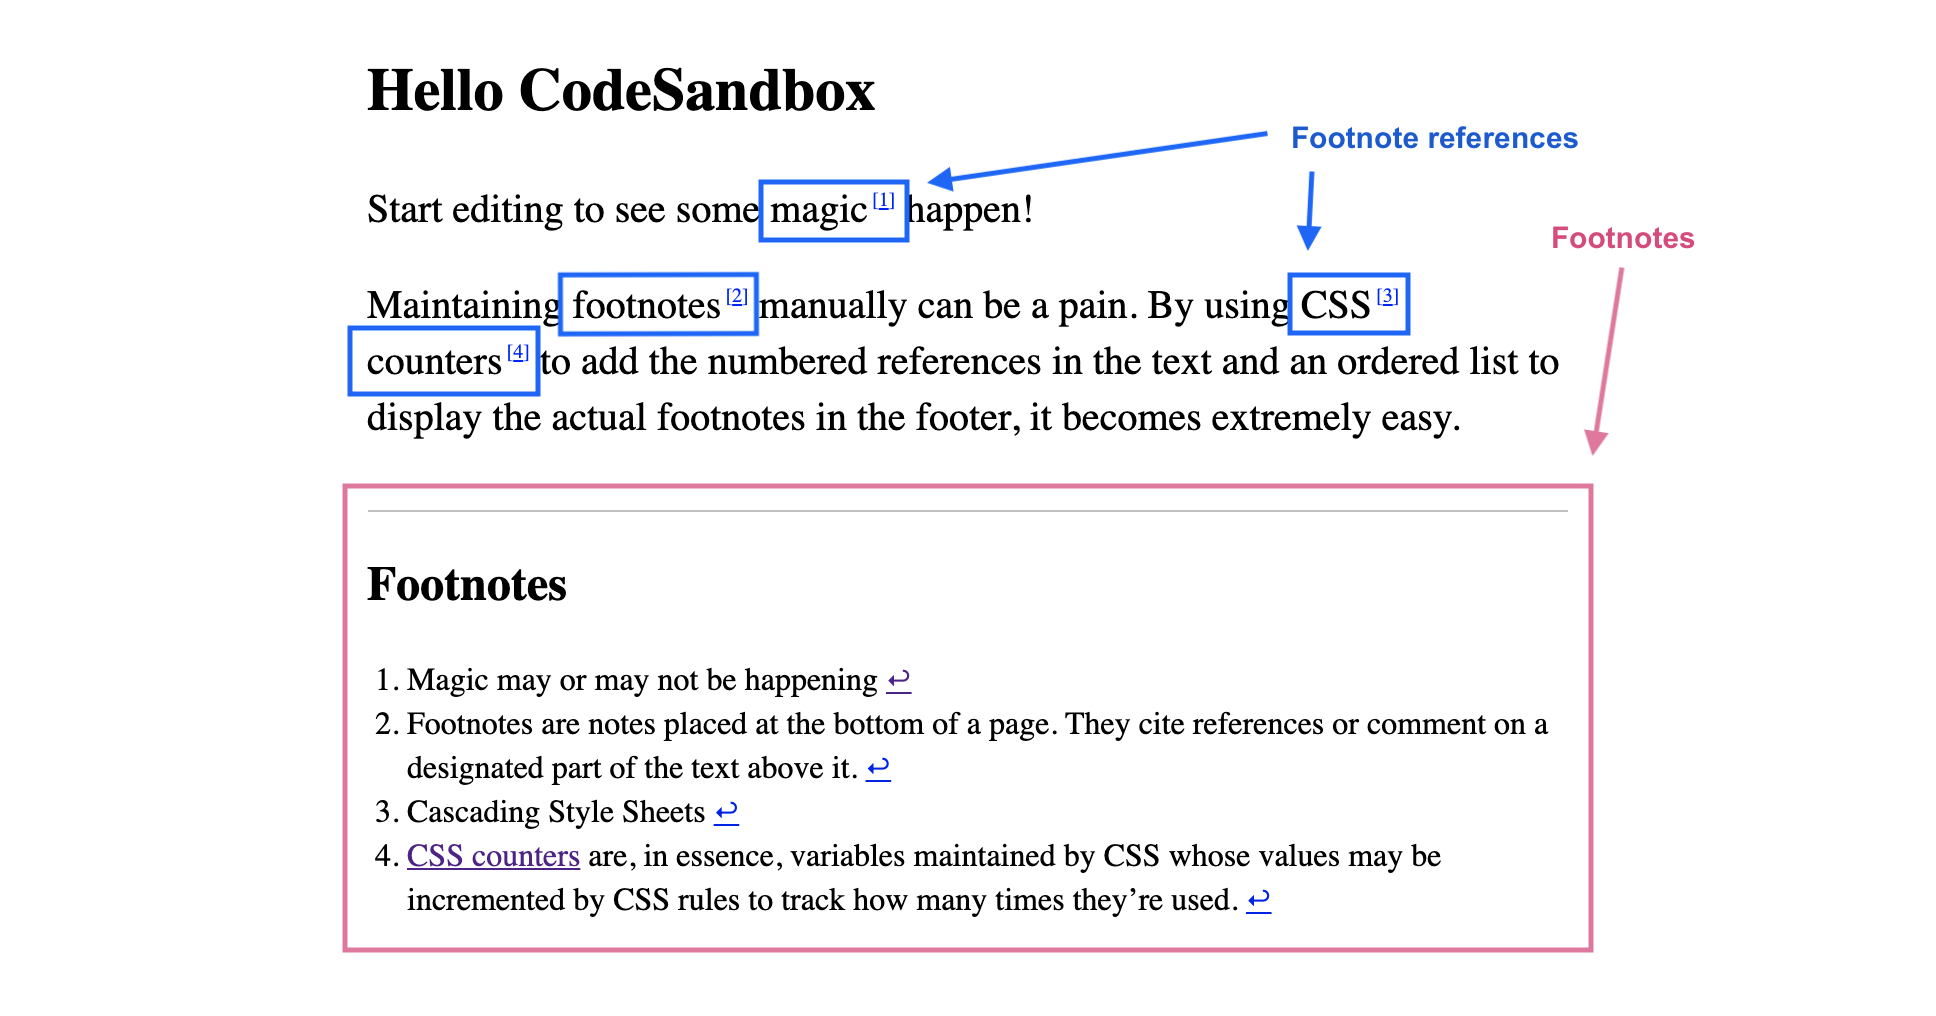 Hello CodeSandbox
Footnote references
Start editing to see some magic [1] happen!
Footnotes
Maintaining footnotes [2] manually can be a pain. By using CSS [3]
counters [4] to add the numbered references in the text and an ordered list to
display the actual footnotes in the footer, it becomes extremely easy.
Footnotes
1. Magic may or may not be happening ↩
2. Footnotes are notes placed at the bottom of a page. They cite references or comment on a
designated part of the text above it. ↩
3. Cascading Style Sheets ↩
4. CSS counters are, in essence, variables maintained by CSS whose values may be
incremented by CSS rules to track how many times they’re used. ↩